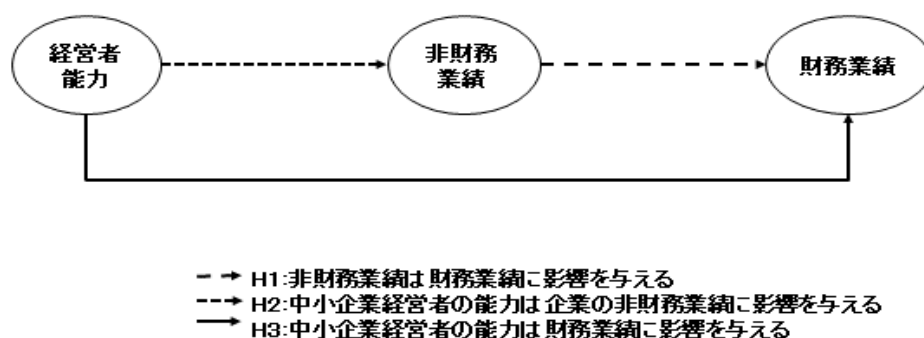 経営者
能力
非財務
業績
財務業績
H1:非財務業績は財務業績に影響を与える
H2:中小企業経営者の能力は企業の非財務業績に影響を与える
H3:中小企業経営者の能力は財務業績に影響を与える